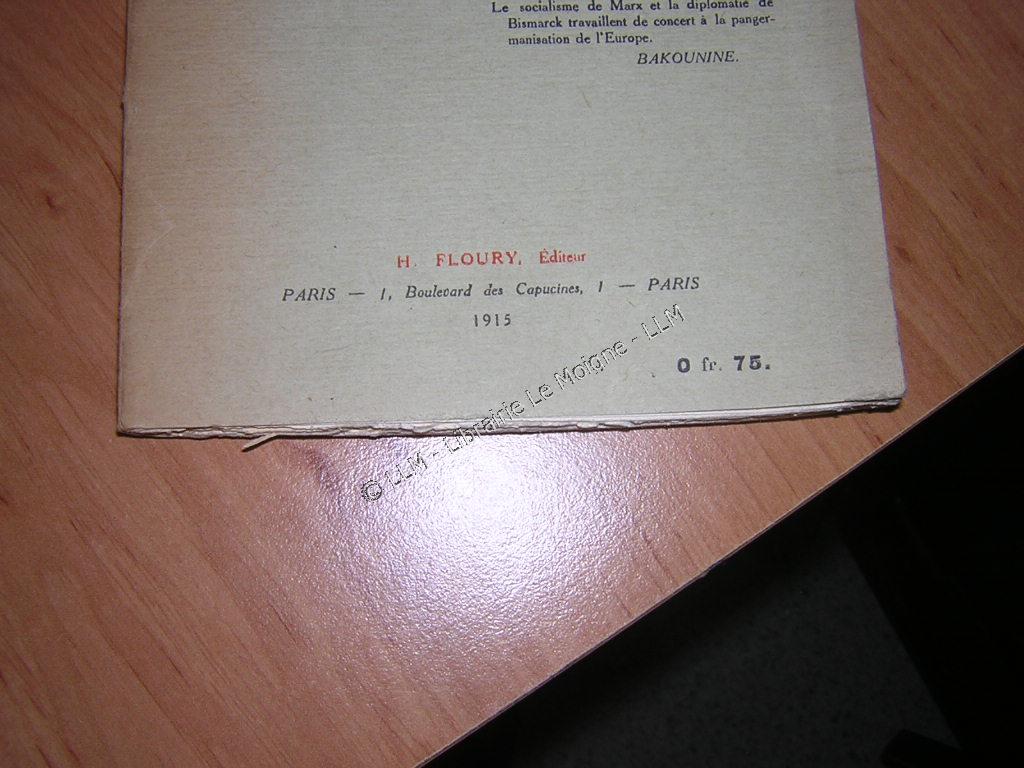 Le socialisme de Marx et la diplomatie de
Bismarck travaillent de concert à la panger-
manisation de l'Europe.
BAKOUNINE.
H. FLOURY, Éditeur
PARIS — 1, Boulevard des Capucines, 1 — PARIS
1915
0 fr. 75.
© LLM - Librairie Le Moigne - LLM